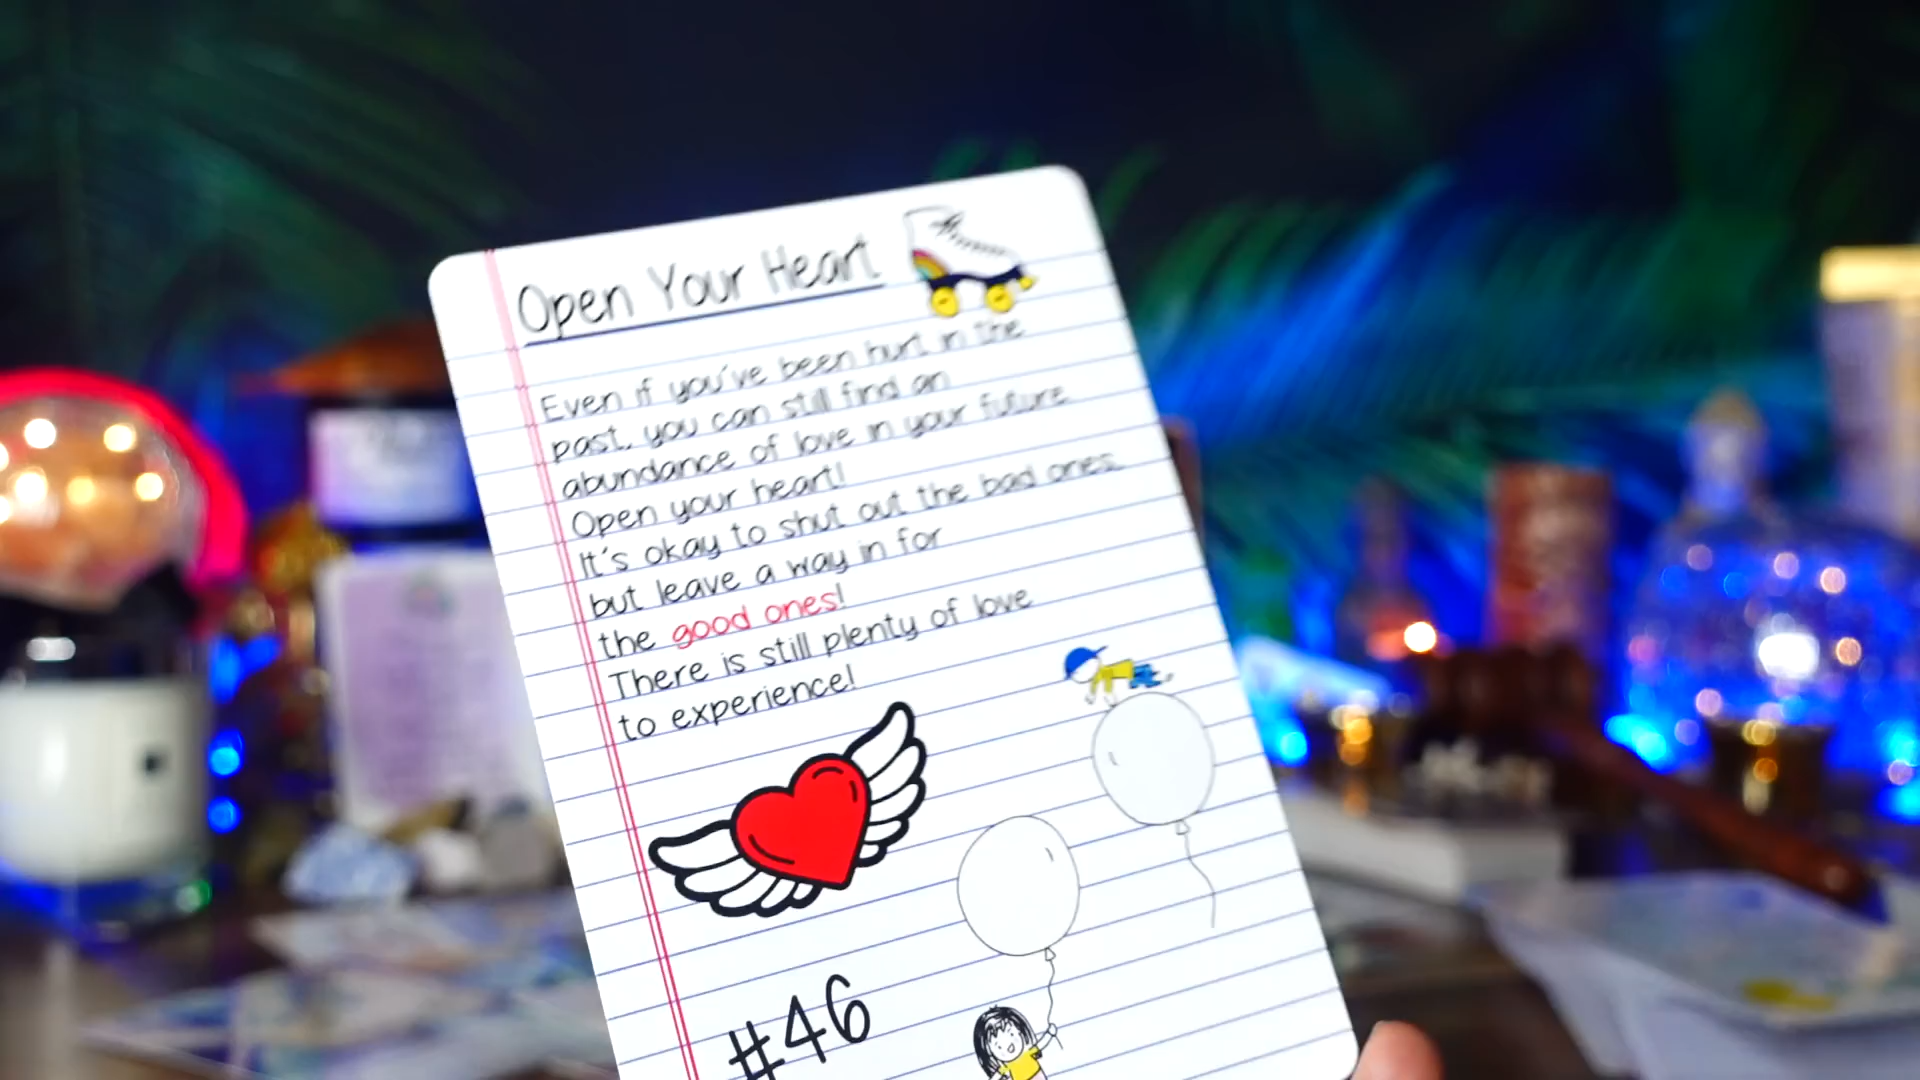 Open Your Heart
Even if you've been hurt in the
past, you can still find an
abundance of love in your future.
Open your heart!
It's okay to shut out the bad ones,
but leave a way in for
the good ones!
There is still plenty of love
to experience!
#46